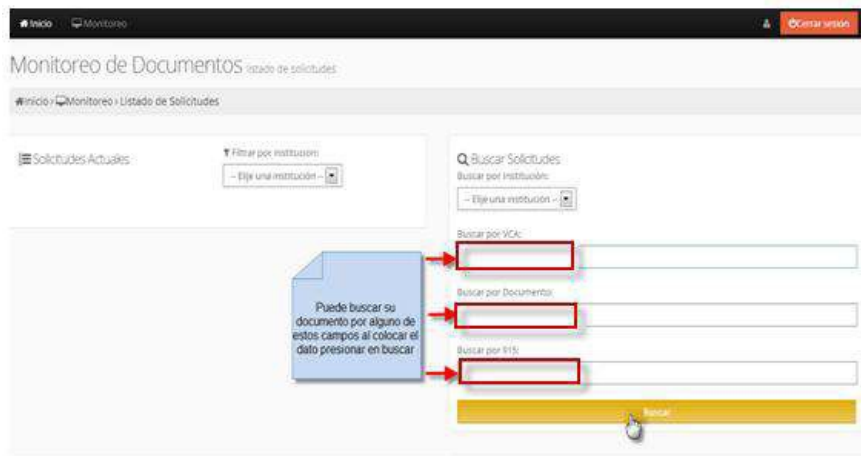 Inicio Monitoreo Cerrar sesión
Monitoreo de Documentos listado de solicitudes
Inicio › Monitoreo › Listado de Solicitudes
Solicitudes Actuales
Filtrar por institución:
-- Elije una institución --
Buscar Solicitudes
Buscar por Institución:
-- Elije una institución --
Buscar por VCA:
Buscar por Documento:
Buscar por 915:
Buscar
Puede buscar su
documento por alguno de
estos campos al colocar el
dato presionar en buscar